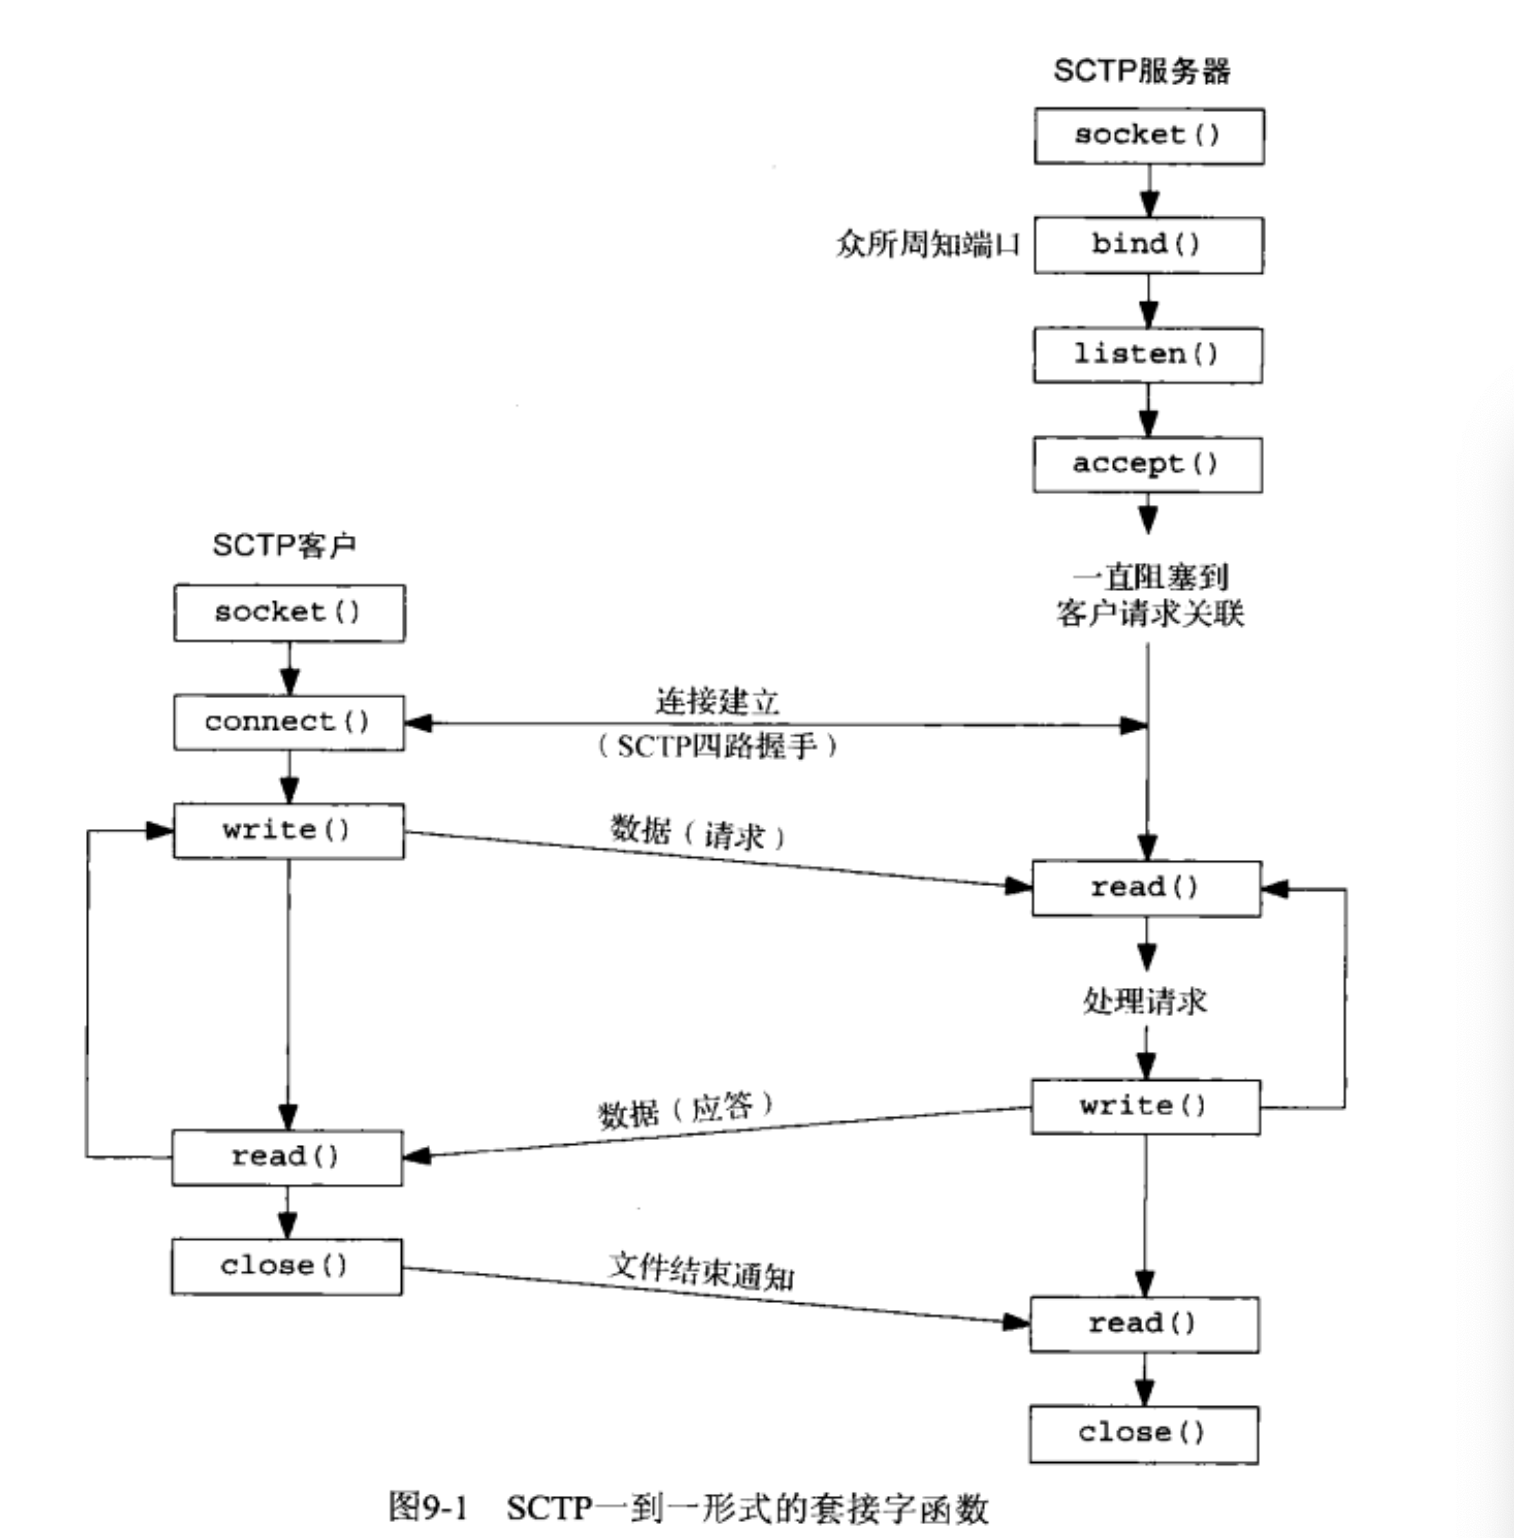 SCTP服务器
socket()
众所周知端口
bind()
listen()
accept()
一直阻塞到
客户请求关联
SCTP客户
socket()
connect()
连接建立
（SCTP四路握手）
write()
数据（请求）
read()
处理请求
write()
数据（应答）
read()
close()
文件结束通知
read()
close()
图9-1 SCTP一到一形式的套接字函数